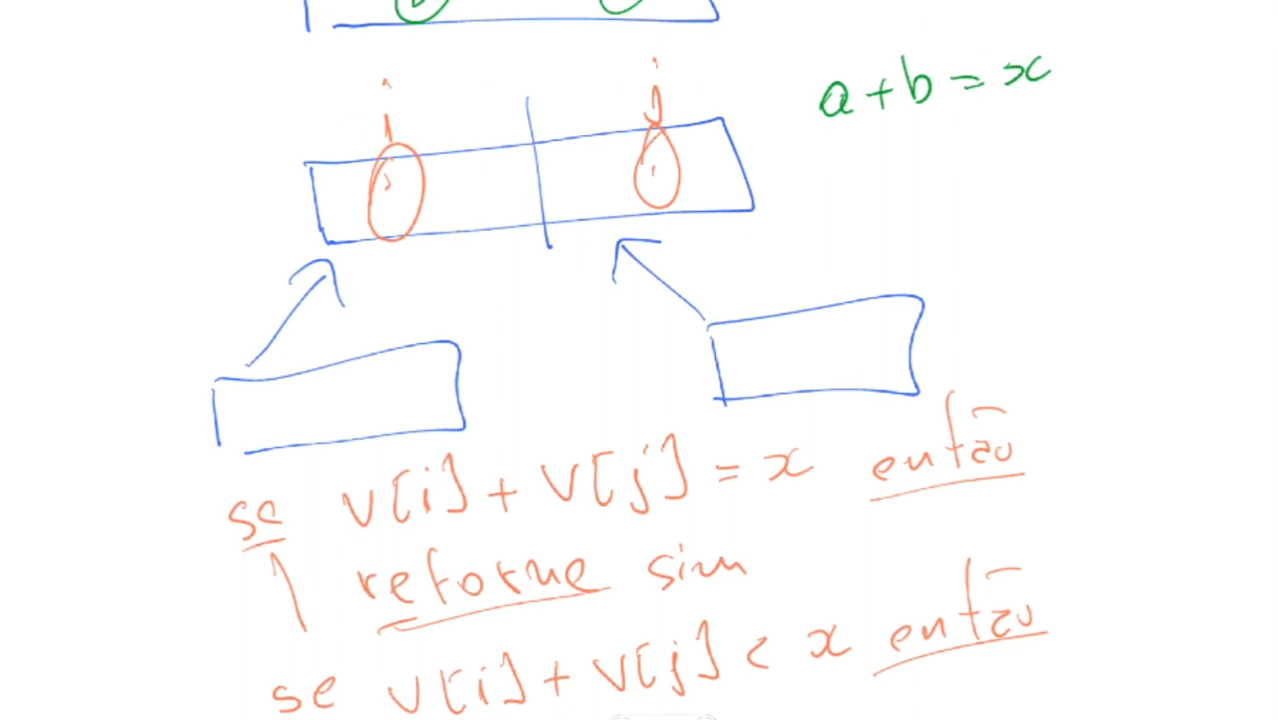 a+b=x
i j
se v[i] + v[j] = x então
retorne sim
se v[i] + v[j] < x então